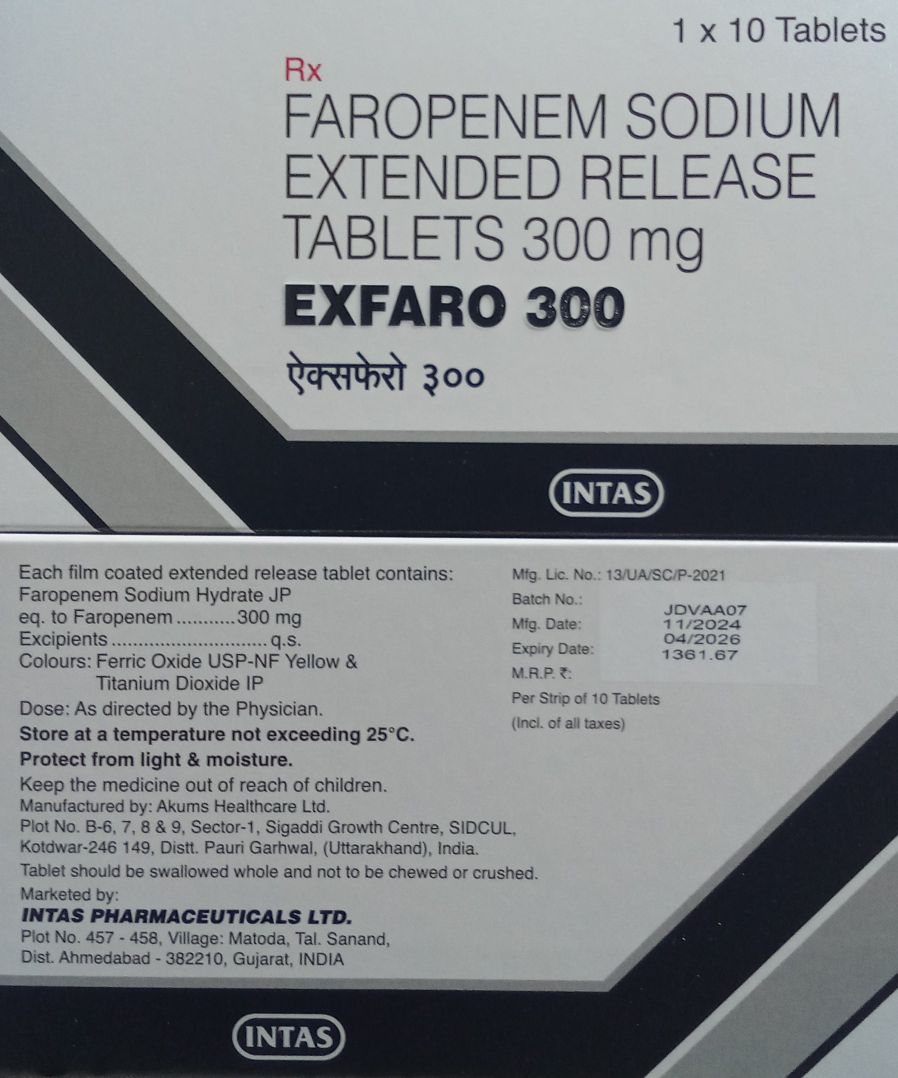 1 x 10 Tablets
Rx
FAROPENEM SODIUM
EXTENDED RELEASE
TABLETS 300 mg
EXFARO 300
ऐक्सफेरो ३००
INTAS
Each film coated extended release tablet contains:
Faropenem Sodium Hydrate JP
eq. to Faropenem ...........300 mg
Excipients ............................. q.s.
Colours: Ferric Oxide USP-NF Yellow &
Titanium Dioxide IP
Dose: As directed by the Physician.
Store at a temperature not exceeding 25°C.
Protect from light & moisture.
Keep the medicine out of reach of children.
Manufactured by: Akums Healthcare Ltd.
Plot No. B-6, 7, 8 & 9, Sector-1, Sigaddi Growth Centre, SIDCUL,
Kotdwar-246 149, Distt. Pauri Garhwal, (Uttarakhand), India.
Tablet should be swallowed whole and not to be chewed or crushed.
Marketed by:
INTAS PHARMACEUTICALS LTD.
Plot No. 457 - 458, Village: Matoda, Tal. Sanand,
Dist. Ahmedabad - 382210, Gujarat, INDIA
Mfg. Lic. No.: 13/UA/SC/P-2021
Batch No.: JDVAA07
Mfg. Date: 11/2024
Expiry Date: 04/2026
M.R.P. ₹: 1361.67
Per Strip of 10 Tablets
(Incl. of all taxes)
INTAS